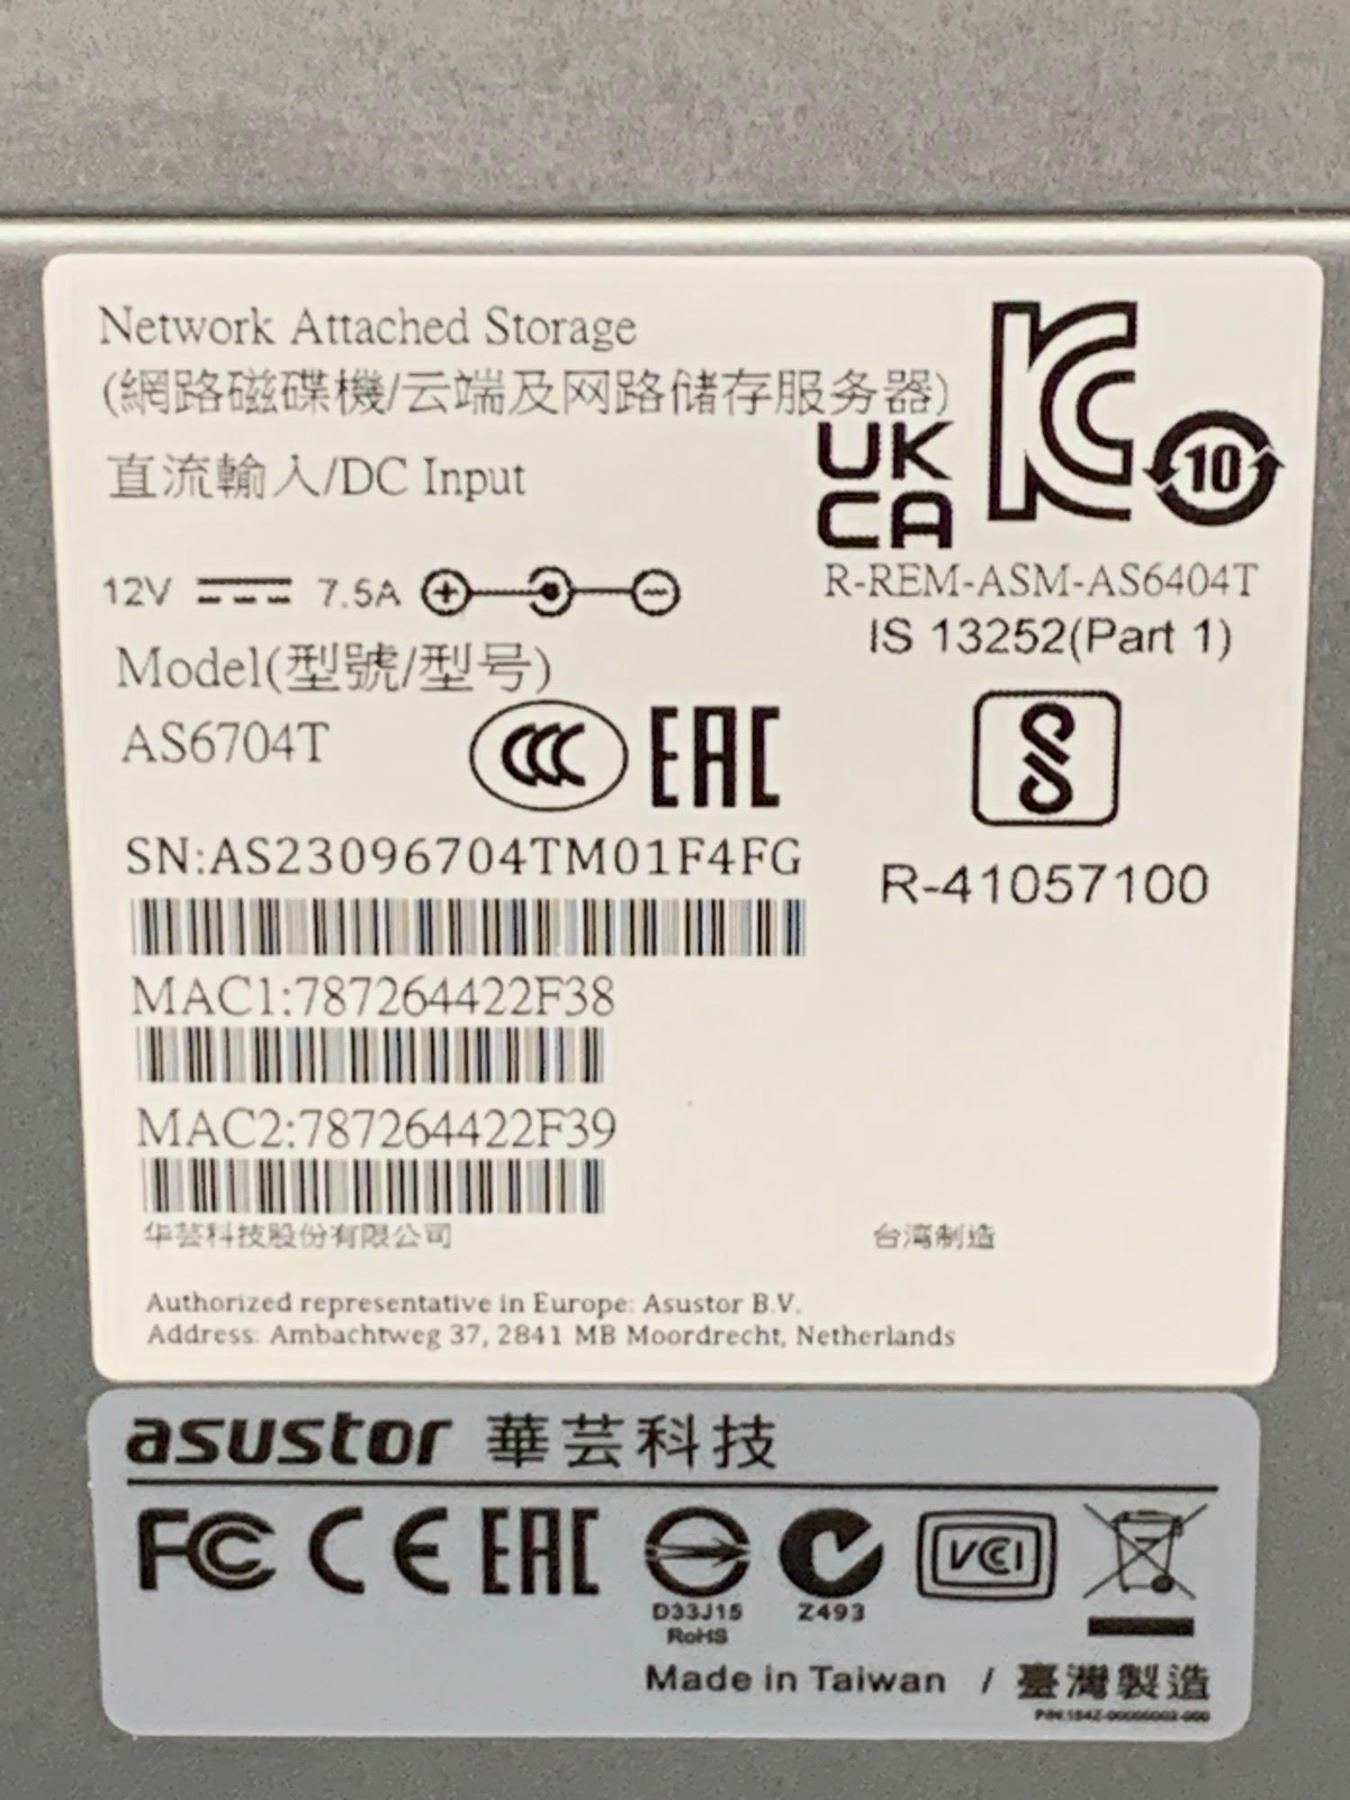 Network Attached Storage
(網路磁碟機/云端及网路储存服务器)
直流輸入/DC Input
UK
CA
10
12V 7.5A
R-REM-ASM-AS6404T
IS 13252(Part 1)
Model(型號/型号)
AS6704T
CCC EAC
SN:AS23096704TM01F4FG
R-41057100
MAC1:787264422F38
MAC2:787264422F39
华芸科技股份有限公司
台湾制造
Authorized representative in Europe: Asustor B.V.
Address: Ambachtweg 37, 2841 MB Moordrecht, Netherlands
asustor 華芸科技
FC CE EAC VCCI
D33J15 Z493
RoHS
Made in Taiwan / 臺灣製造